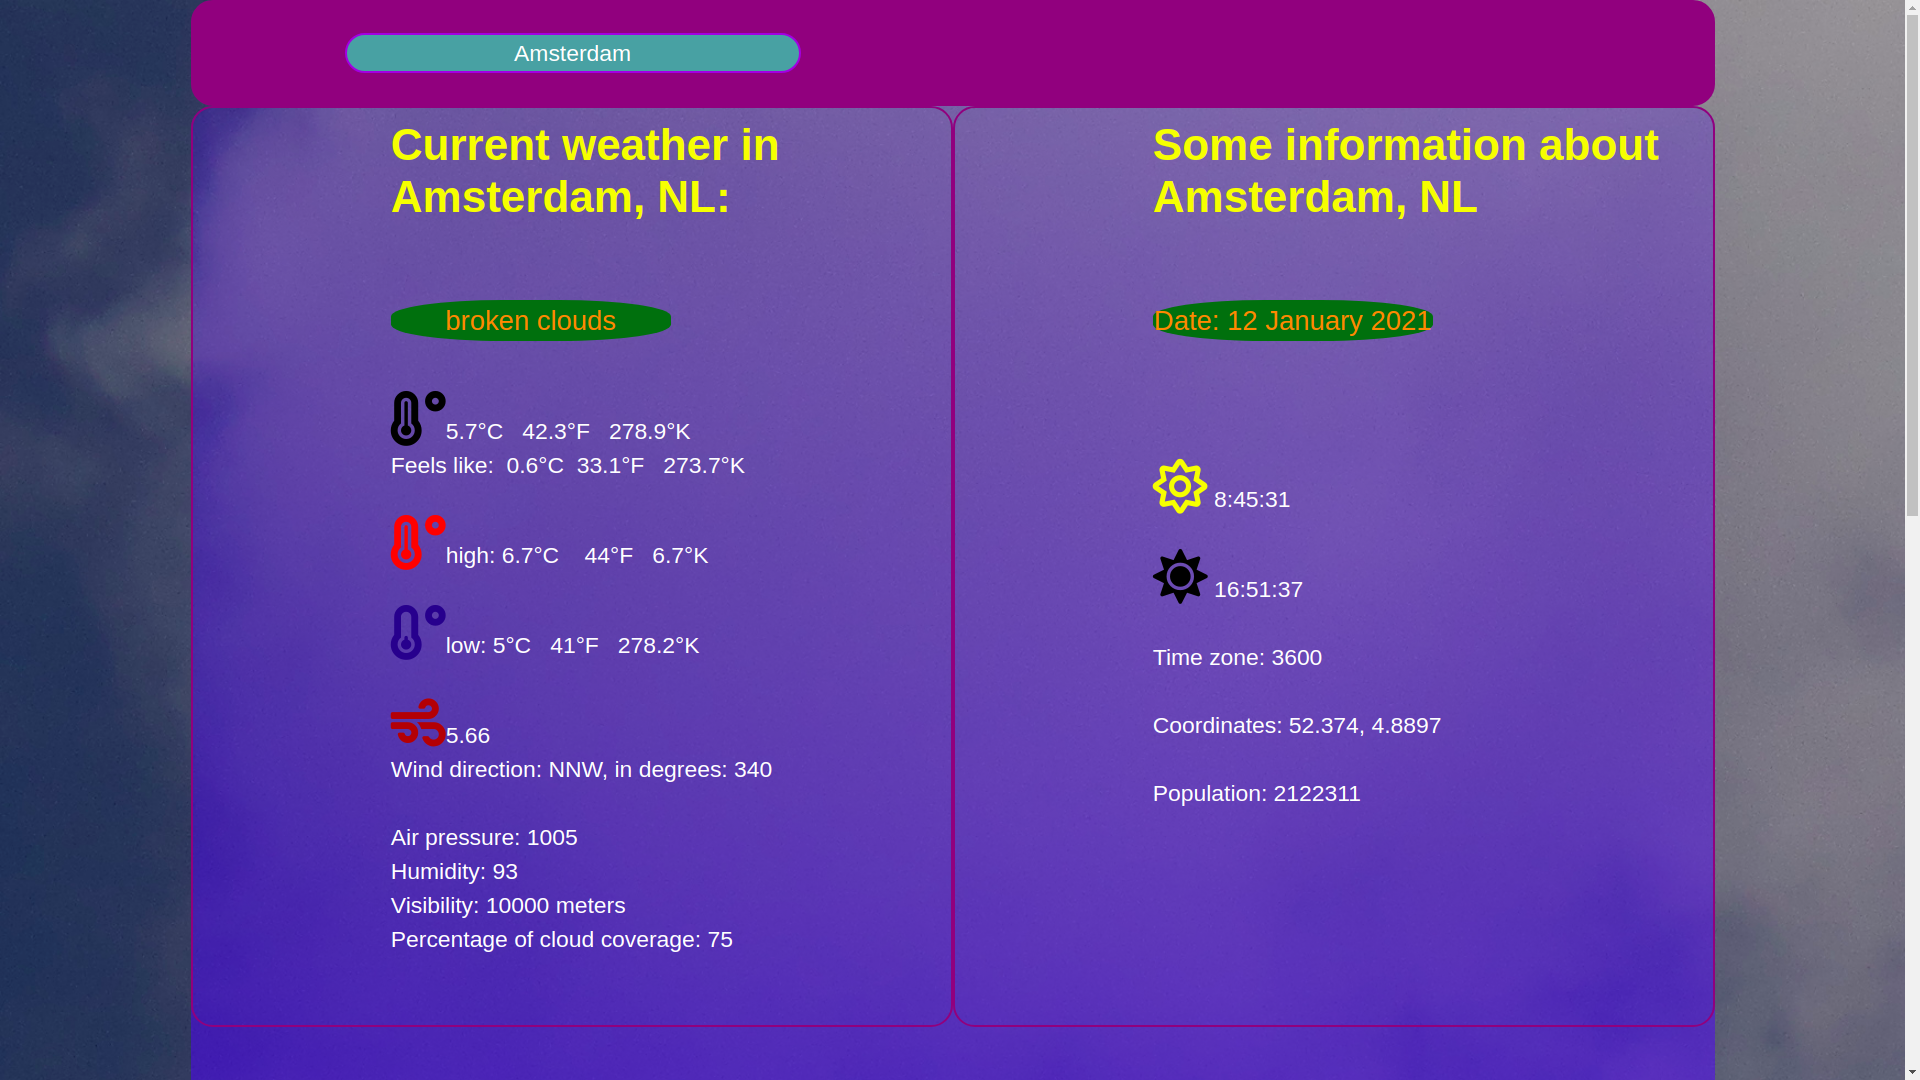 Amsterdam
Current weather in
Amsterdam, NL:
broken clouds
5.7°C 42.3°F 278.9°K
Feels like: 0.6°C 33.1°F 273.7°K
high: 6.7°C 44°F 6.7°K
low: 5°C 41°F 278.2°K
5.66
Wind direction: NNW, in degrees: 340
Air pressure: 1005
Humidity: 93
Visibility: 10000 meters
Percentage of cloud coverage: 75
Some information about
Amsterdam, NL
Date: 12 January 2021
8:45:31
16:51:37
Time zone: 3600
Coordinates: 52.374, 4.8897
Population: 2122311